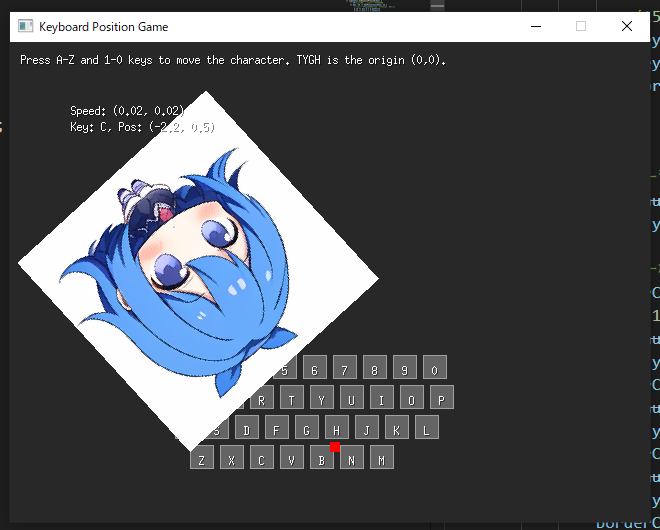 Keyboard Position Game
Press A-Z and 1-0 keys to move the character. TYGH is the origin (0,0).
Speed: (0.02, 0.02)
Key: C, Pos: (-2.2, 0.5)
5 6 7 8 9 0
R T Y U I O P
S D F G H J K L
Z X C V B N M